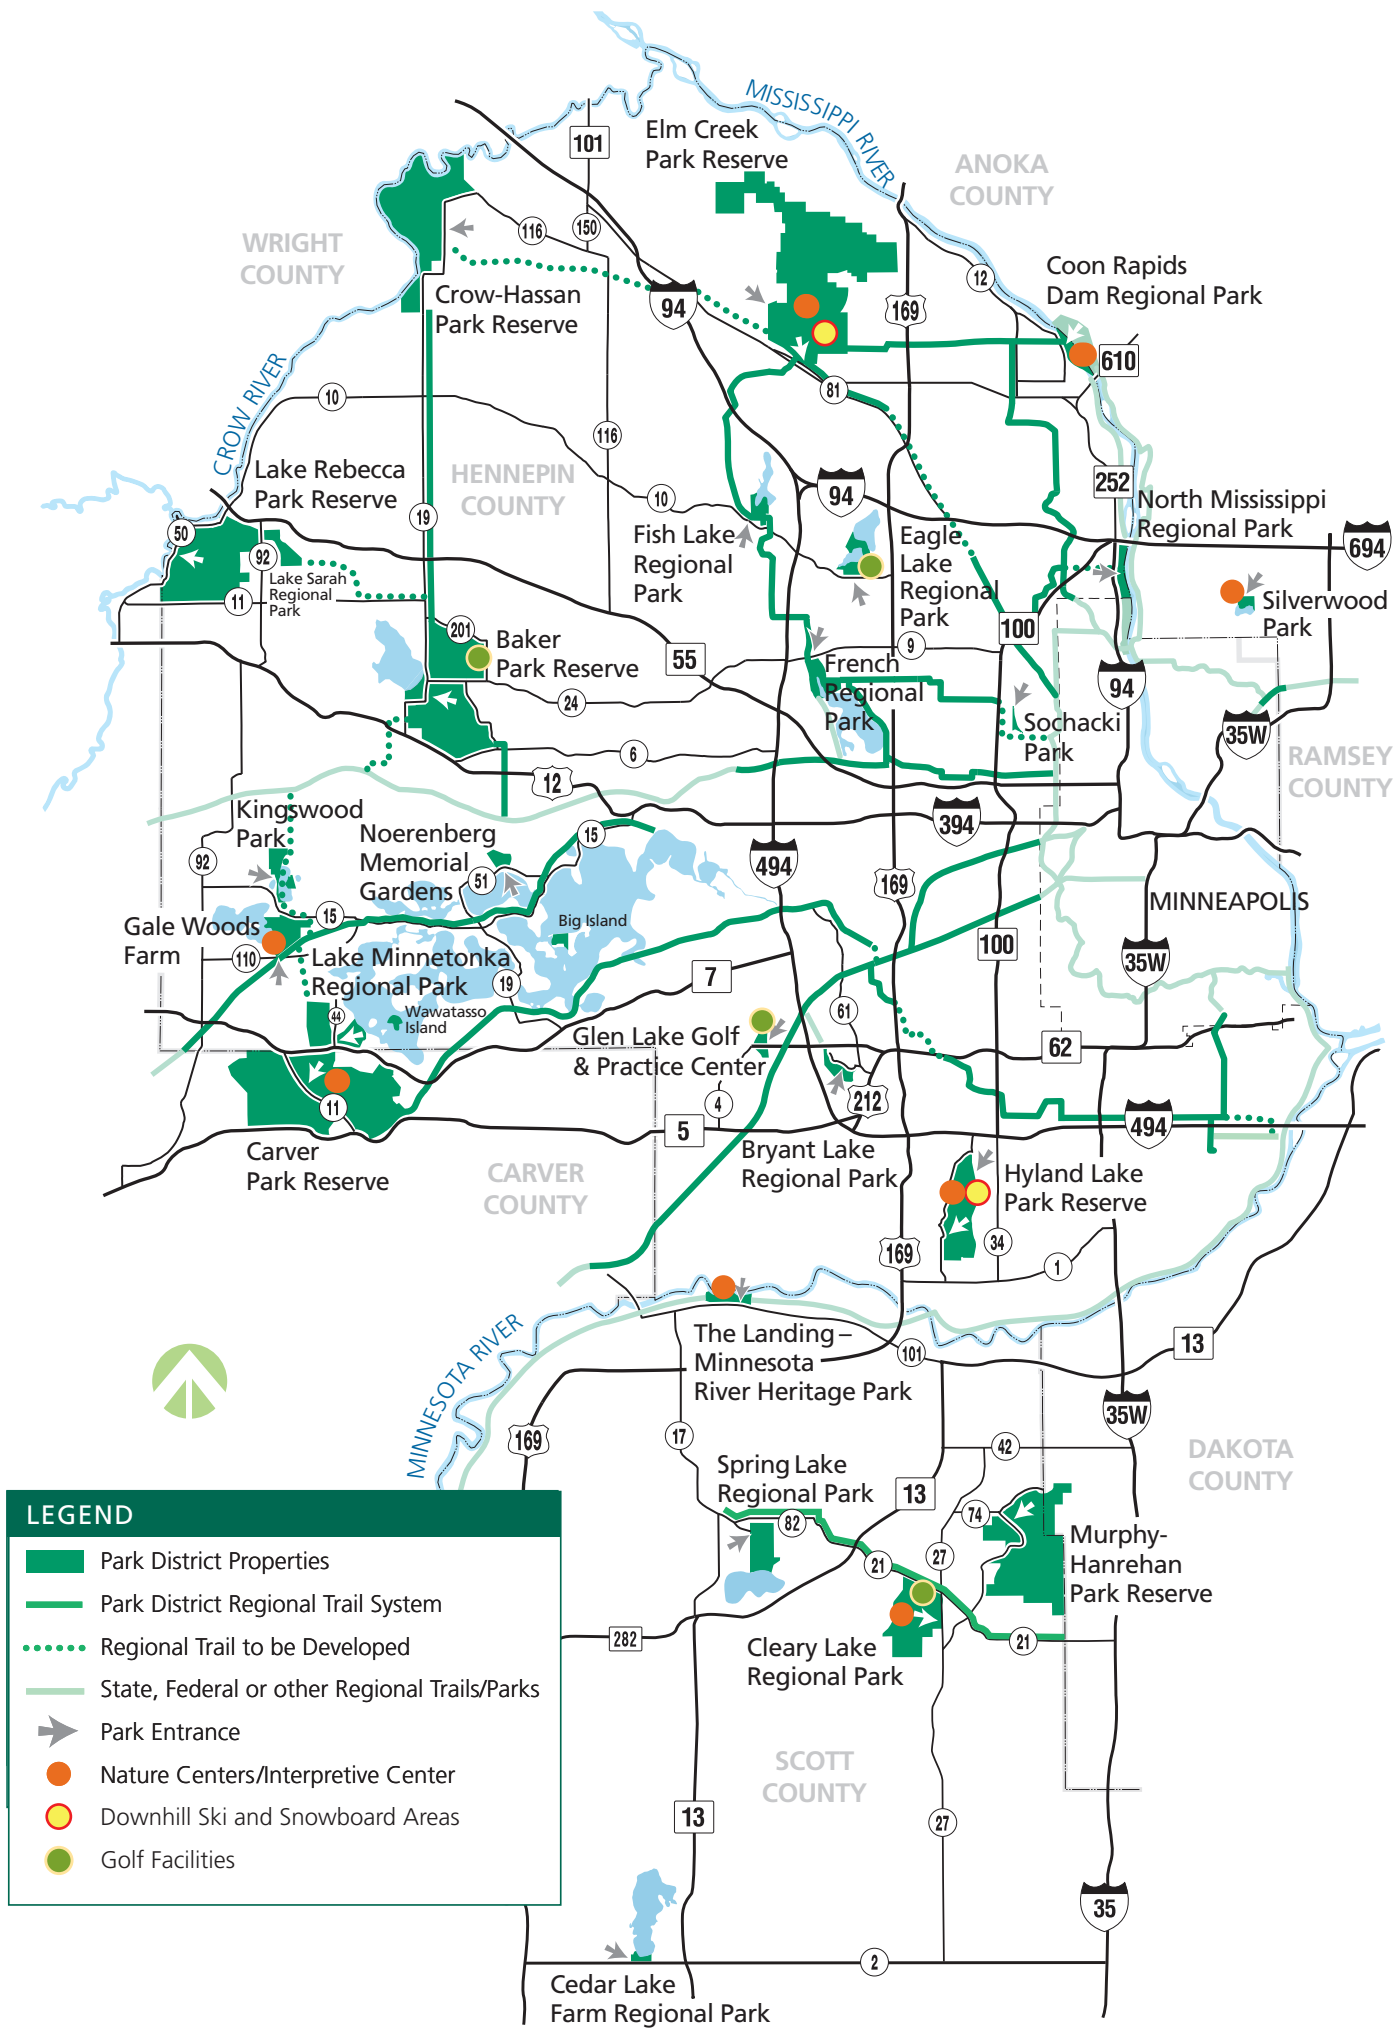 MISSISSIPPI RIVER
101
Elm Creek
Park Reserve
ANOKA
COUNTY
WRIGHT
COUNTY
116
150
12
Coon Rapids
Dam Regional Park
Crow-Hassan
Park Reserve
94
169
610
CROW RIVER
10
81
116
Lake Rebecca
Park Reserve
HENNEPIN
COUNTY
10
94
252
North Mississippi
Regional Park
50
19
Fish Lake
Regional
Park
Eagle
Lake
Regional
Park
694
92
Lake Sarah
Regional
Park
11
Silverwood
Park
201
Baker
Park Reserve
55
100
9
French
Regional
Park
94
24
Sochacki
Park
35W
6
RAMSEY
COUNTY
12
Kingswood
Park
Noerenberg
Memorial
Gardens
15
394
92
51
494
169
MINNEAPOLIS
Gale Woods
Farm
15
Big Island
110
Lake Minnetonka
Regional Park
100
35W
7
19
44
Wawatasso
Island
61
Glen Lake Golf
& Practice Center
62
11
4
212
5
494
Carver
Park Reserve
Bryant Lake
Regional Park
CARVER
COUNTY
Hyland Lake
Park Reserve
169
34
1
MINNESOTA RIVER
The Landing–
Minnesota
River Heritage Park
101
13
169
35W
17
42
DAKOTA
COUNTY
Spring Lake
Regional Park
13
82
74
Murphy-
Hanrehan
Park Reserve
21
27
282
Cleary Lake
Regional Park
21
SCOTT
COUNTY
13
27
35
2
Cedar Lake
Farm Regional Park
LEGEND
Park District Properties
Park District Regional Trail System
Regional Trail to be Developed
State, Federal or other Regional Trails/Parks
Park Entrance
Nature Centers/Interpretive Center
Downhill Ski and Snowboard Areas
Golf Facilities